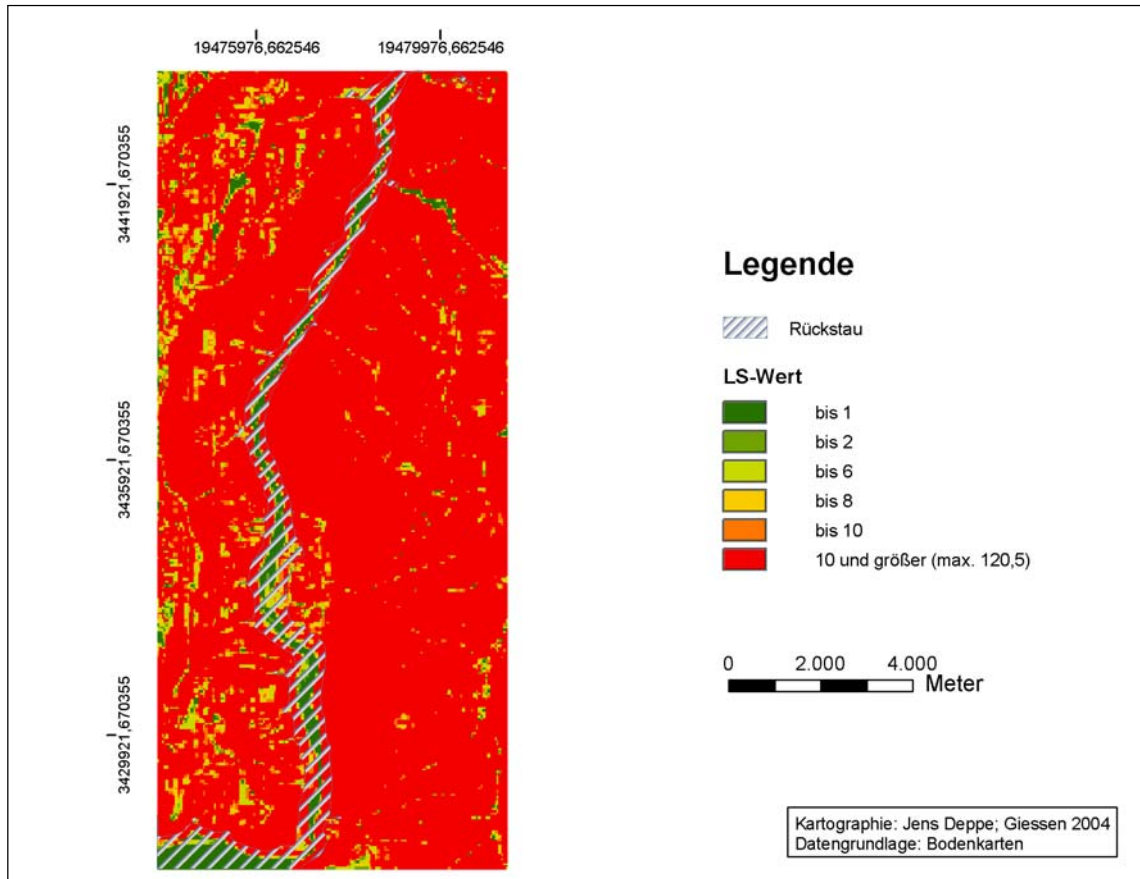 19475976,662546
19479976,662546
3441921,670355
3435921,670355
3429921,670355
Legende
Rückstau
LS-Wert
bis 1
bis 2
bis 6
bis 8
bis 10
10 und größer (max. 120,5)
0 2.000 4.000
Meter
Kartographie: Jens Deppe; Giessen 2004
Datengrundlage: Bodenkarten